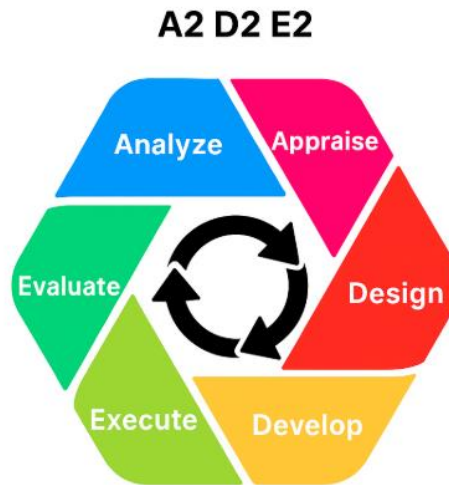 A2 D2 E2
Analyze
Appraise
Design
Develop
Execute
Evaluate